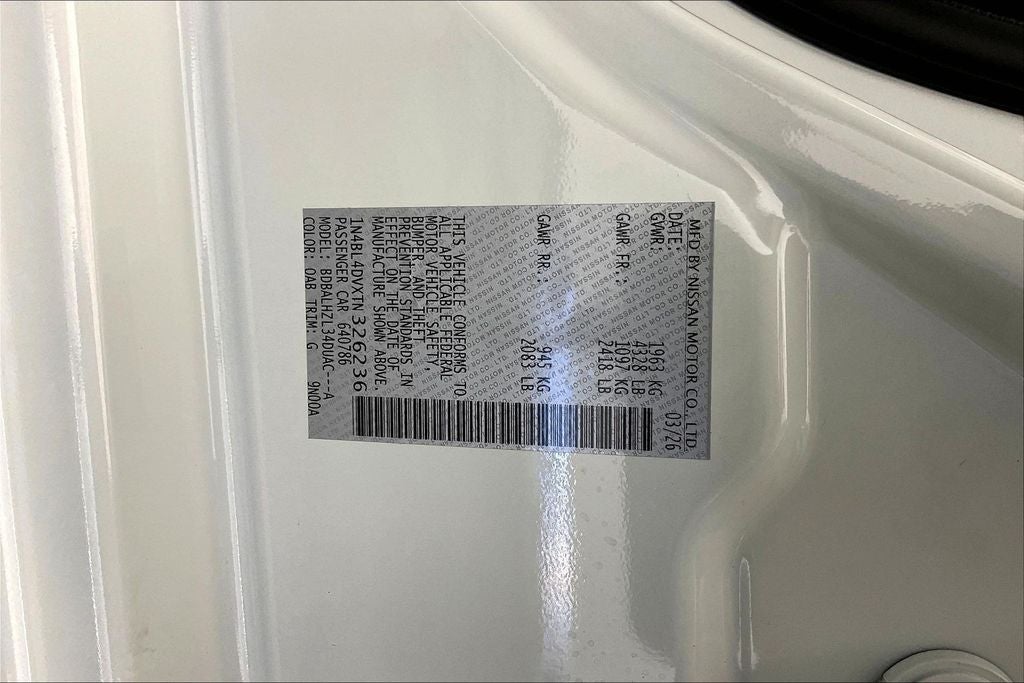 MFD BY NISSAN MOTOR CO., LTD.
DATE: 03/26
GVWR: 1963 KG
4328 LB
GAWR FR.: 1097 KG
2418 LB
GAWR RR.: 945 KG
2083 LB
THIS VEHICLE CONFORMS TO
ALL APPLICABLE FEDERAL
MOTOR VEHICLE SAFETY,
BUMPER, AND THEFT
PREVENTION STANDARDS IN
EFFECT ON THE DATE OF
MANUFACTURE SHOWN ABOVE.
1N4BL4DVXTN326236
PASSENGER CAR 640786
MODEL: BDBALHZL34DUAC---A
COLOR: QAB TRIM: G 9N00A